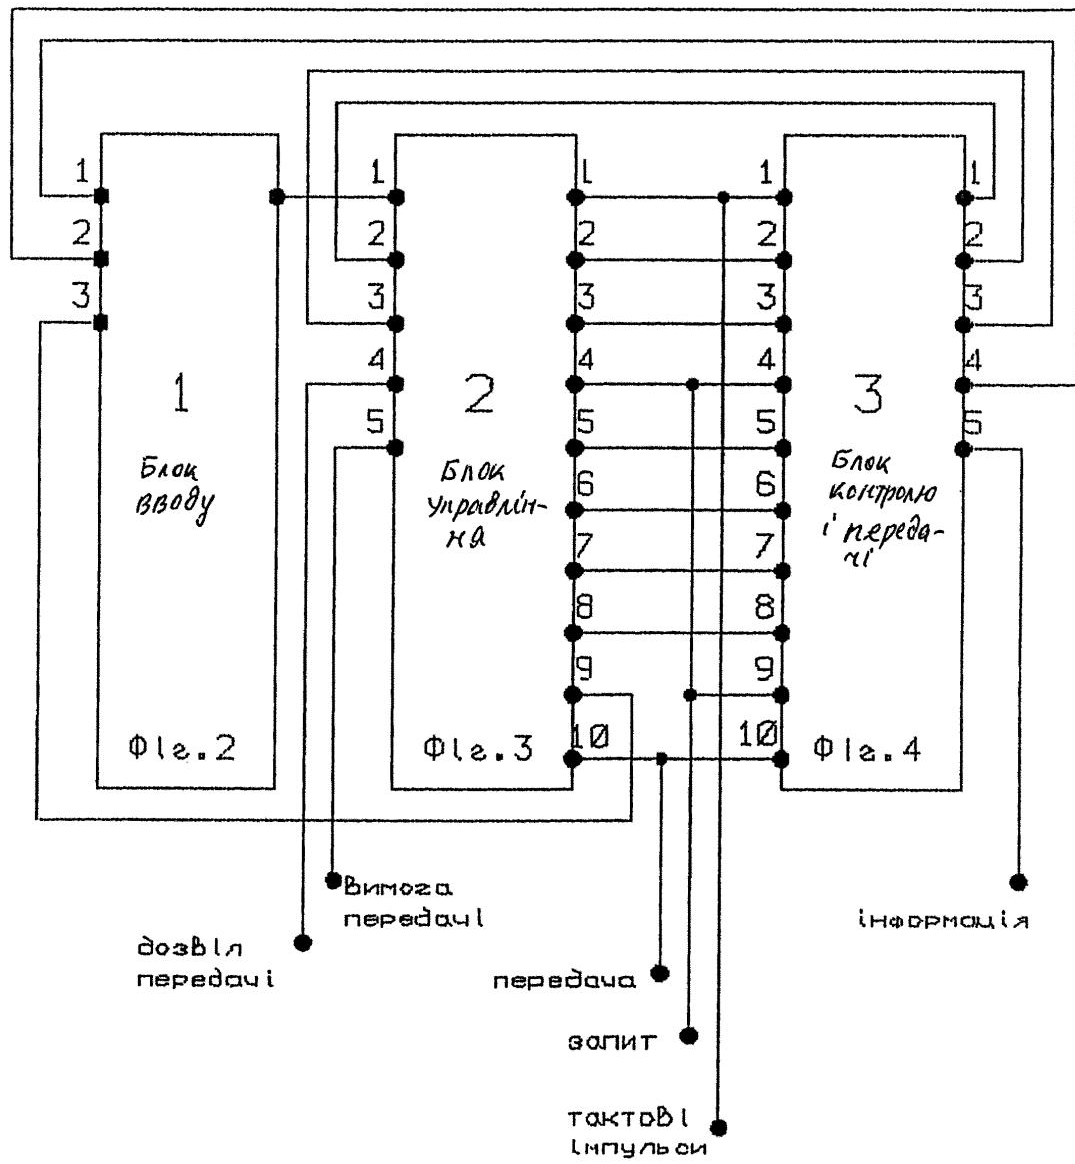 1
2
3
1
Блок
вводу
Фіг.2
1
2
3
4
5
2
Блок
управлін-
ня
Фіг.3
1
2
3
4
5
6
7
8
9
10
1
2
3
4
5
6
7
8
9
10
3
Блок
контролю
і переда-
чі
Фіг.4
1
2
3
4
5
Вимога
передачі
дозвіл
передачі
передача
запит
тактові
імпульси
інформація